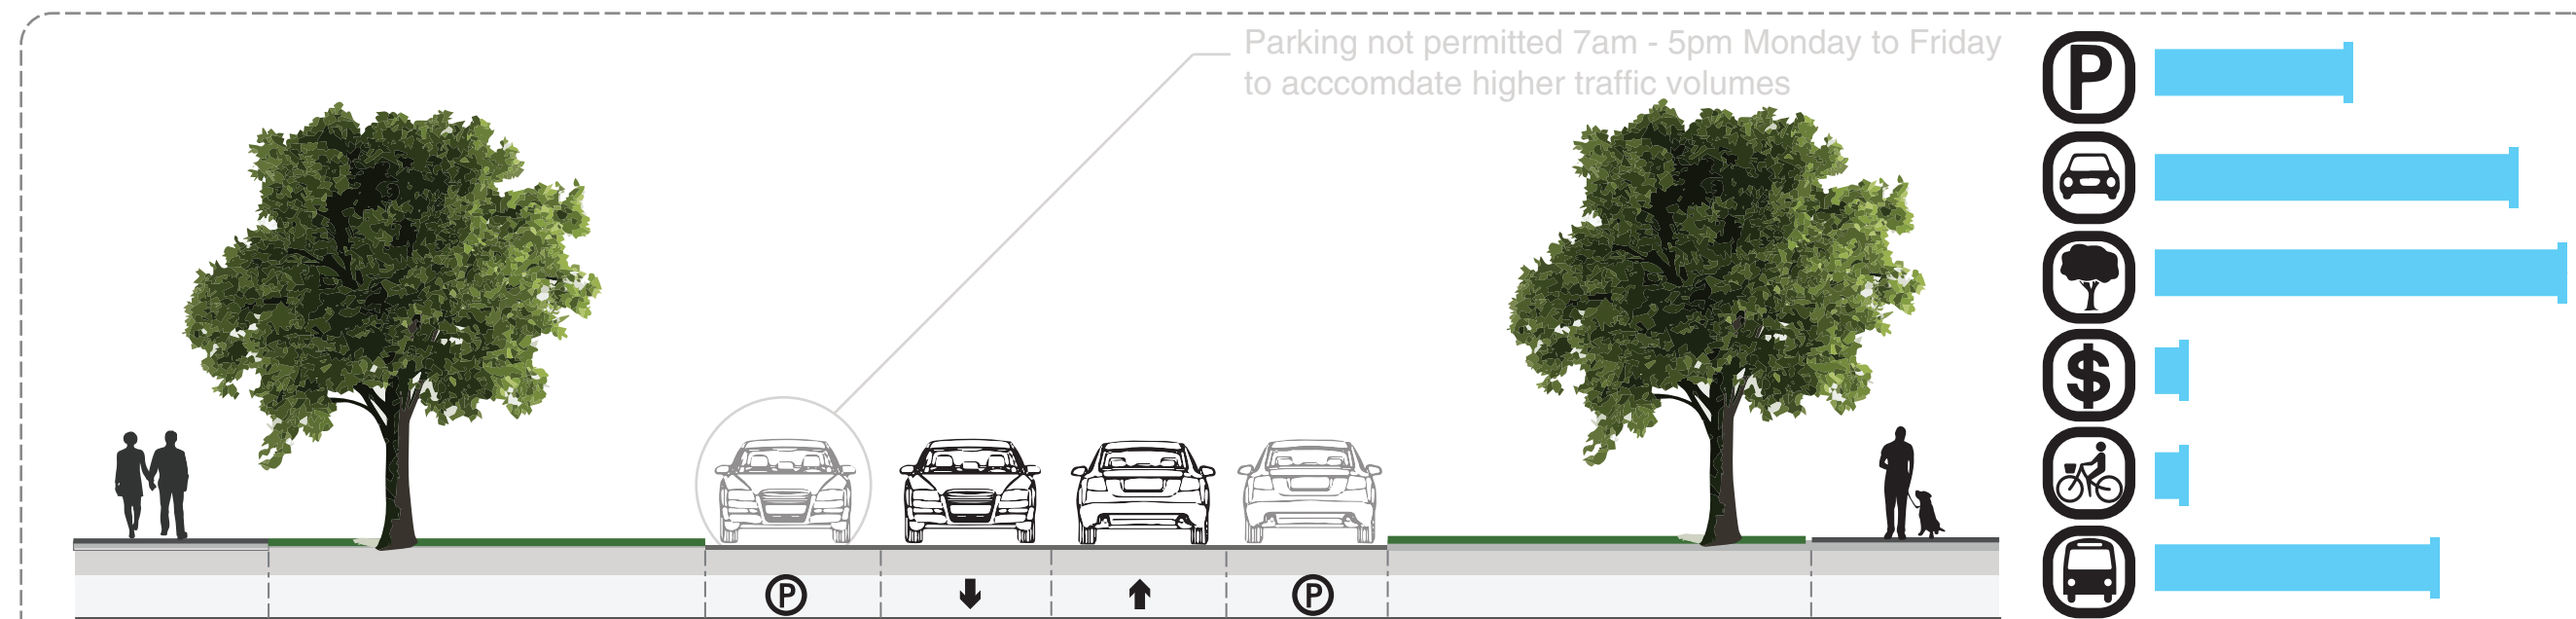 Parking not permitted 7am - 5pm Monday to Friday
to acccomdate higher traffic volumes
P
$
P
P